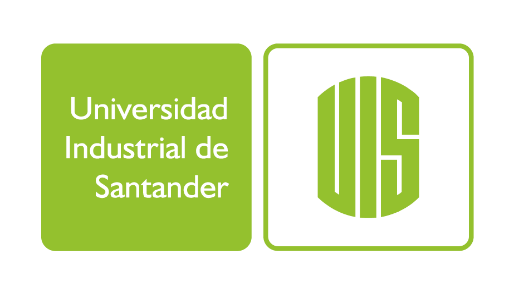 Universidad
Industrial de
Santander
UIS